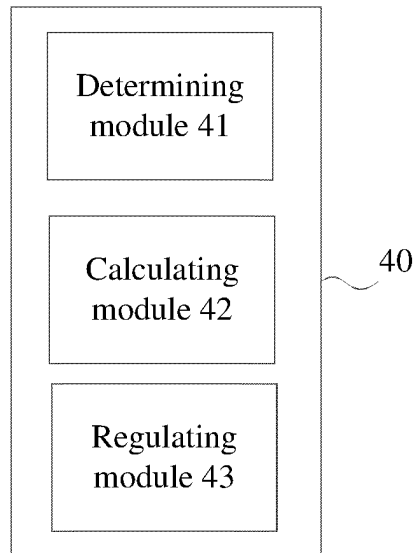 Determining
module 41
Calculating
module 42
40
Regulating
module 43